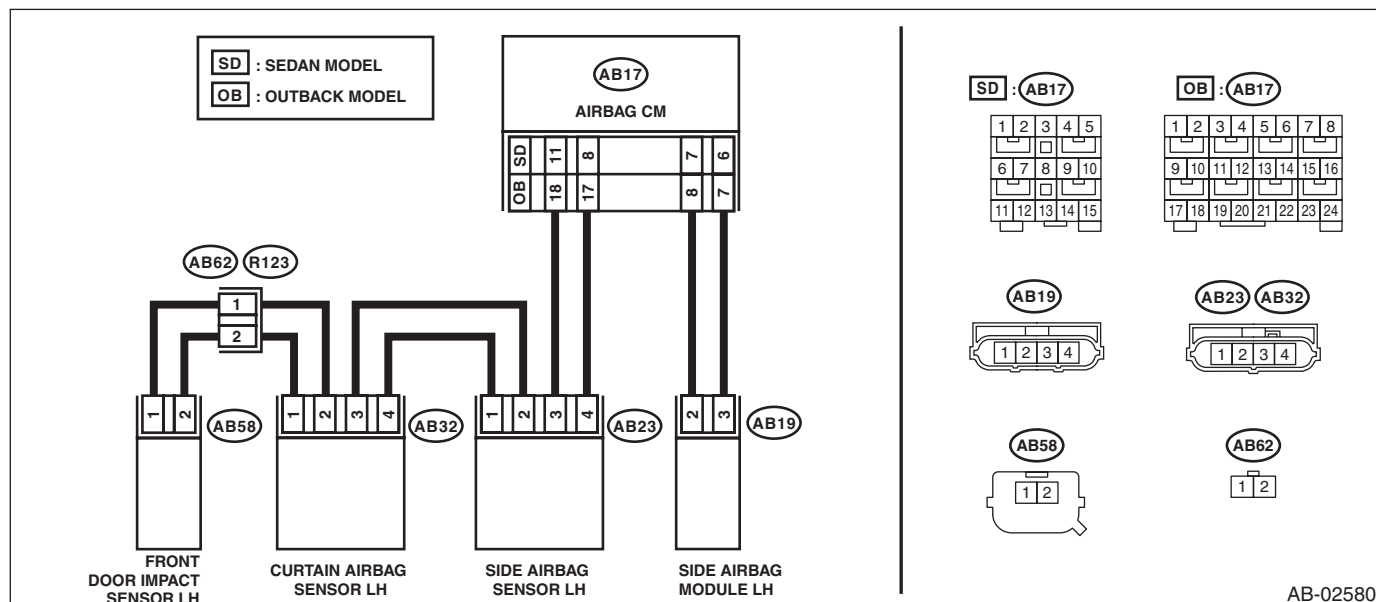 SD : SEDAN MODEL
OB : OUTBACK MODEL
AB17
AIRBAG CM
SD 11 8 7 6
OB 18 17 8 7
AB62 R123
1
2
1 2 AB58
1 2 3 4 AB32
1 2 3 4 AB23
2 3 AB19
FRONT
DOOR IMPACT
SENSOR LH
CURTAIN AIRBAG
SENSOR LH
SIDE AIRBAG
SENSOR LH
SIDE AIRBAG
MODULE LH
SD : AB17
1 2 3 4 5
6 7 8 9 10
11 12 13 14 15
OB : AB17
1 2 3 4 5 6 7 8
9 10 11 12 13 14 15 16
17 18 19 20 21 22 23 24
AB19
1 2 3 4
AB23 AB32
1 2 3 4
AB58
1 2
AB62
1 2
AB-02580